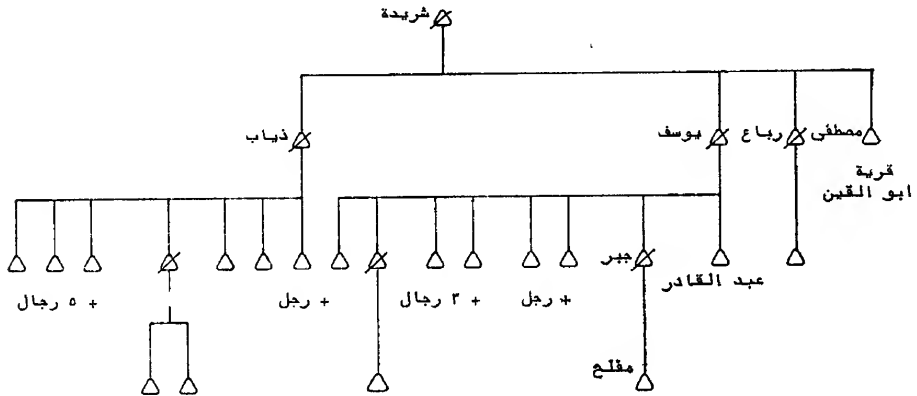 شريدة
مصطفى
رباع
يوسف
ذياب
قرية
ابو القين
جبر
عبد القادر
+ رجل
+ ٣ رجال
+ رجل
+ ٥ رجال
مفلح